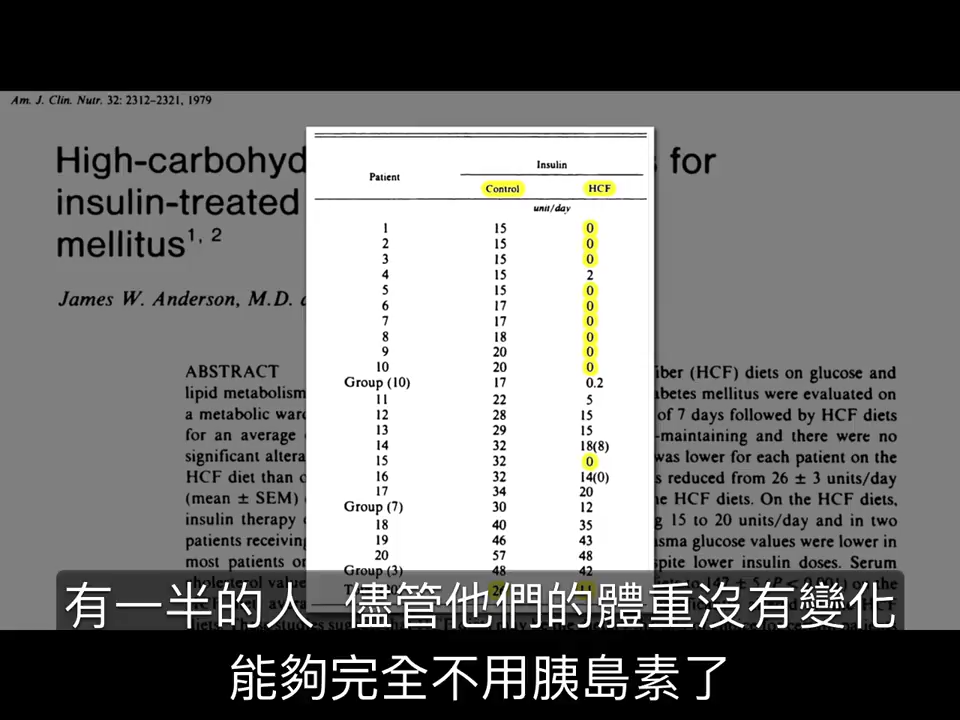 Am. J. Clin. Nutr. 32: 2312–2321, 1979
High-carbohyd s for
insulin-treated
mellitus1, 2
James W. Anderson, M.D.
Insulin
Patient
Control HCF
unit/day
1 15 0
2 15 0
3 15 0
4 15 2
5 15 0
6 17 0
7 17 0
8 18 0
9 20 0
10 20 0
Group (10) 17 0.2
11 22 5
12 28 15
13 29 15
14 32 18(8)
15 32 0
16 32 14(0)
17 34 20
Group (7) 30 12
18 40 35
19 46 43
20 57 48
Group (3) 48 42
ABSTRACT iber (HCF) diets on glucose and
lipid metabolism abetes mellitus were evaluated on
a metabolic ward of 7 days followed by HCF diets
for an average -maintaining and there were no
significant altera was lower for each patient on the
HCF diet than s reduced from 26 ± 3 units/day
(mean ± SEM) e HCF diets. On the HCF diets,
insulin therapy g 15 to 20 units/day and in two
patients receiving asma glucose values were lower in
most patients on spite lower insulin doses. Serum
有一半的人 儘管他們的體重沒有變化
能夠完全不用胰島素了